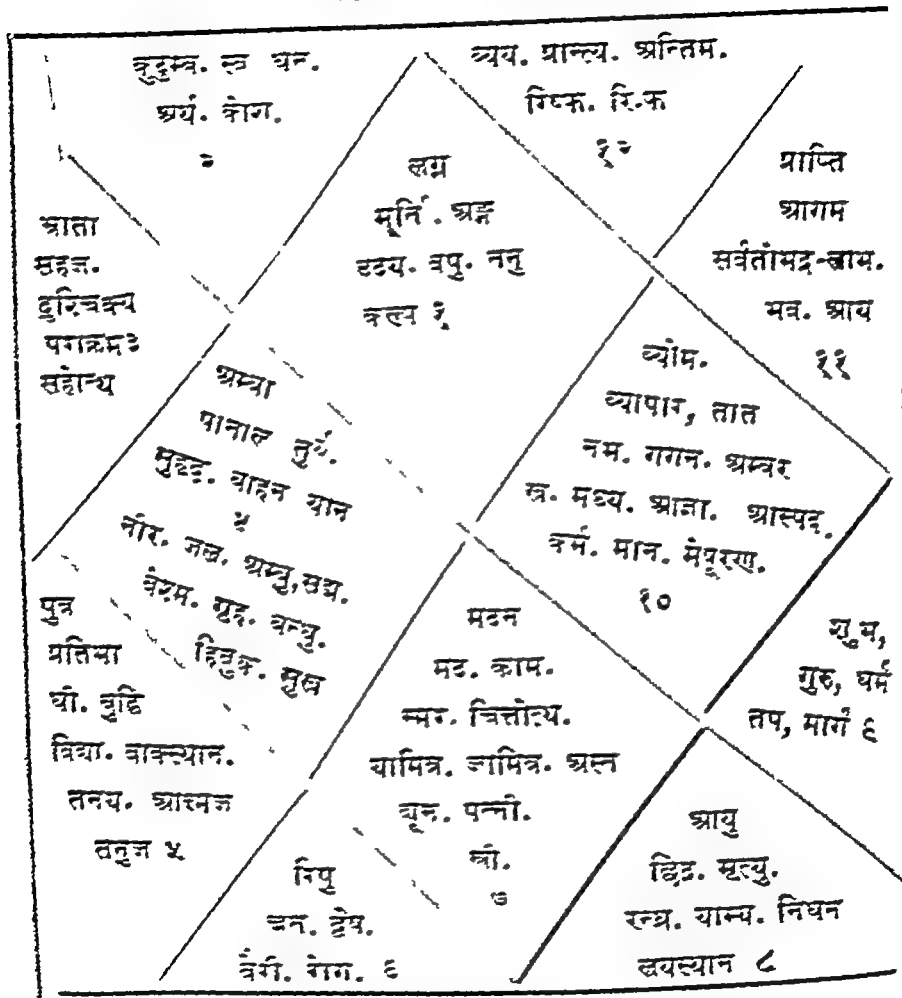 कुटुम्ब. स्व धन.
अर्थ. कोश.
२
व्यय. प्रान्त्य. अन्तिम.
रिष्फ. रि.फ
१२
लग्न
मूर्ति. अङ्ग
उदय. वपु. तनु
कल्प १
प्राप्ति
आगम
सर्वतोभद्र-लाभ.
भव. आय
११
भ्राता
सहज.
दुश्चिक्य
पराक्रम ३
सहोत्थ
अम्बा
पाताल तुर्य.
सुहृद. वाहन यान
४
नीर. जल. अम्बु, सद्म.
वेश्म. गृह. बन्धु.
हिबुक. सुख
व्योम.
व्यापार, तात
नभ. गगन. अम्बर
ख. मध्य. आज्ञा. आस्पद.
कर्म. मान. मेषूरण.
१०
पुत्र
प्रतिभा
धी. बुद्धि
विद्या. वाक्स्थान.
तनय. आत्मज
तनुज ५
मदन
मद. काम.
स्मर. चित्तोत्थ.
यामित्र. जामित्र. अस्त
द्यून. पत्नी.
स्त्री.
७
शुभ,
गुरु, धर्म
तप, मार्ग ९
रिपु
द्वेष.
वैरी. रोग. ६
आयु
छिद्र. मृत्यु.
रन्ध्र. याम्य. निधन
लयस्थान ८